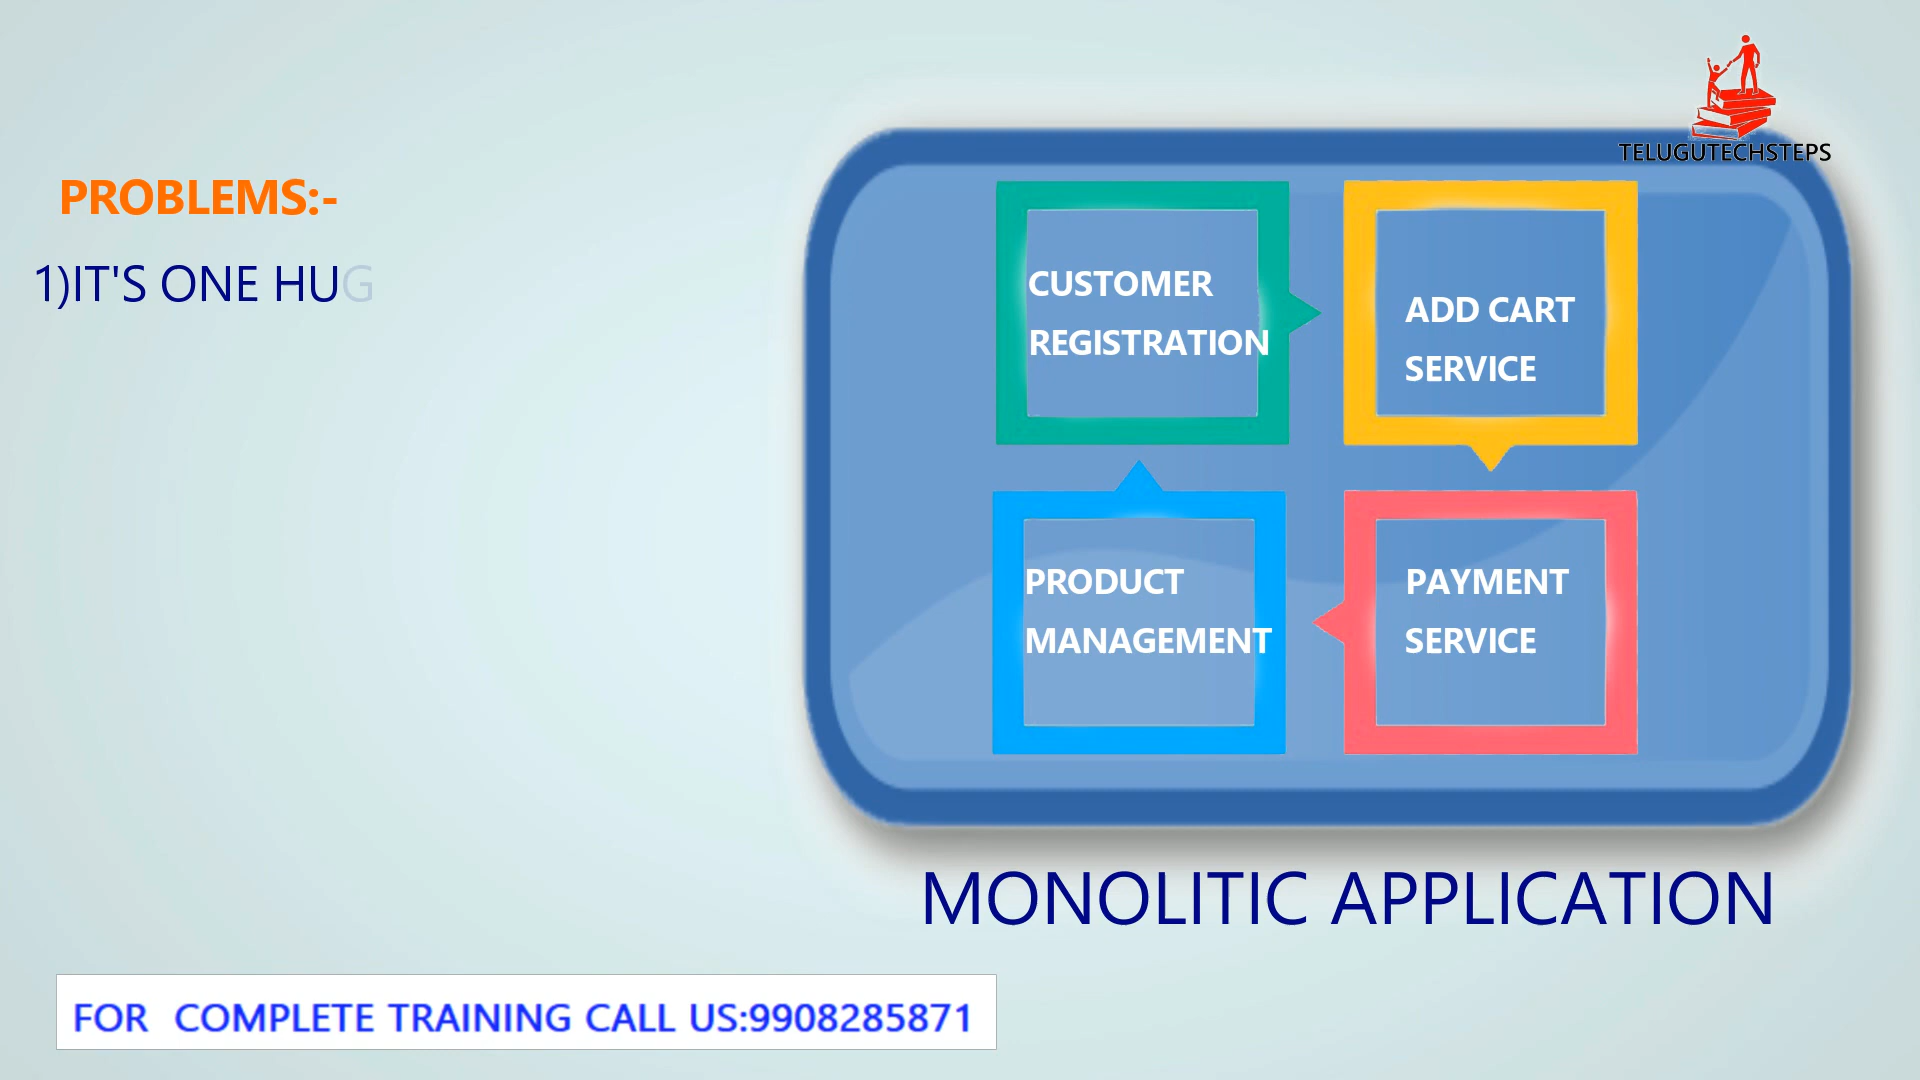 TELUGUTECHSTEPS
PROBLEMS:-
1)IT'S ONE HUG
CUSTOMER
REGISTRATION
ADD CART
SERVICE
PRODUCT
MANAGEMENT
PAYMENT
SERVICE
MONOLITIC APPLICATION
FOR COMPLETE TRAINING CALL US:9908285871